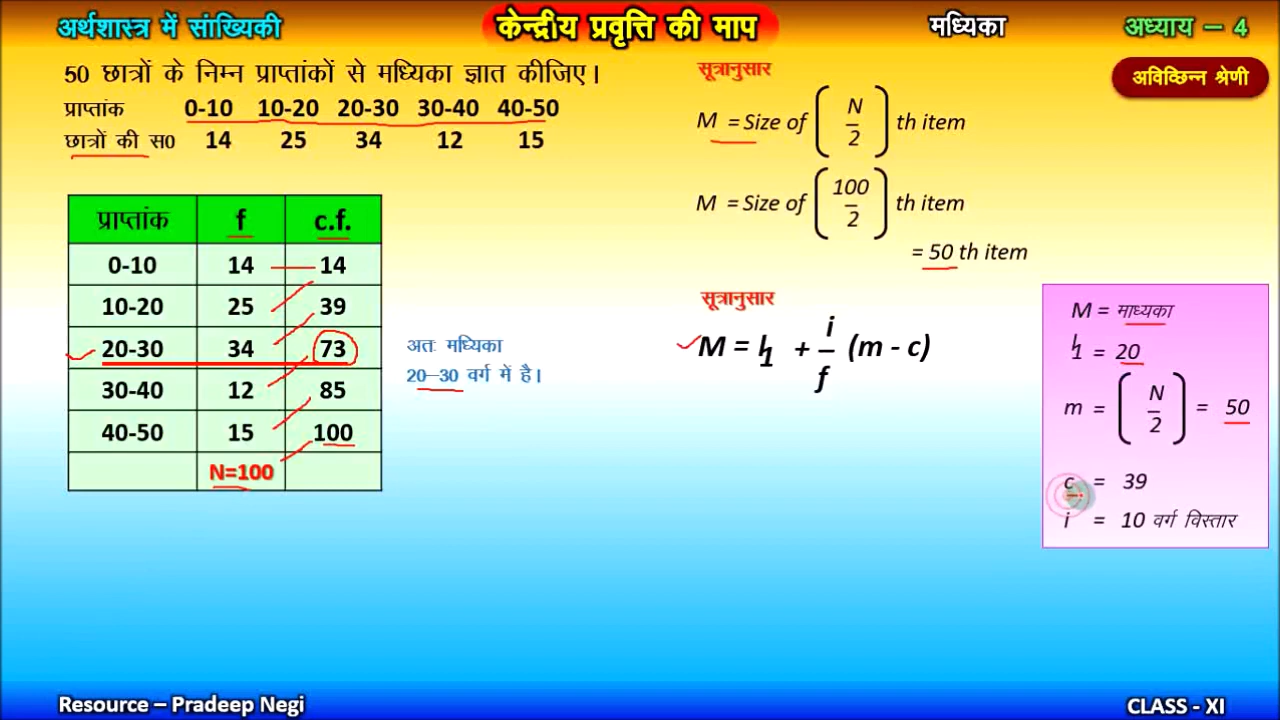 अर्थशास्त्र में सांख्यिकी
केन्द्रीय प्रवृत्ति की माप
मध्यिका
अध्याय – 4
50 छात्रों के निम्न प्राप्तांकों से मध्यिका ज्ञात कीजिए।
प्राप्तांक 0-10 10-20 20-30 30-40 40-50
छात्रों की स0 14 25 34 12 15
प्राप्तांक f c.f.
0-10 14 14
10-20 25 39
20-30 34 73
30-40 12 85
40-50 15 100
N=100
अतः मध्यिका
20–30 वर्ग में है।
सूत्रानुसार
M = Size of (N/2) th item
M = Size of (100/2) th item
= 50 th item
सूत्रानुसार
M = l1 + i/f (m - c)
अविच्छिन्न श्रेणी
M = माध्यका
l1 = 20
m = (N/2) = 50
c = 39
i = 10 वर्ग विस्तार
Resource – Pradeep Negi
CLASS - XI